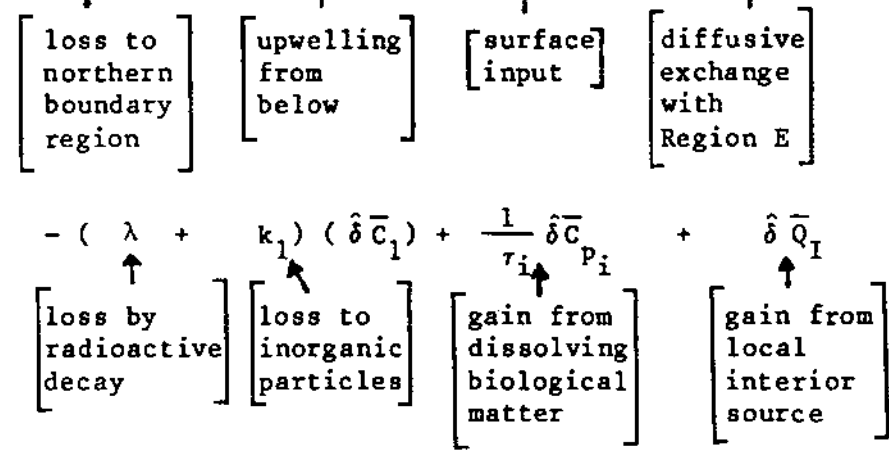 loss to northern boundary region
upwelling from below
surface input
diffusive exchange with Region E
- ( λ + k₁) ( δ̂ C̅₁) + 1/τᵢ δ̂ C̅ₚᵢ + δ̂ Q̅_I
loss by radioactive decay
loss to inorganic particles
gain from dissolving biological matter
gain from local interior source